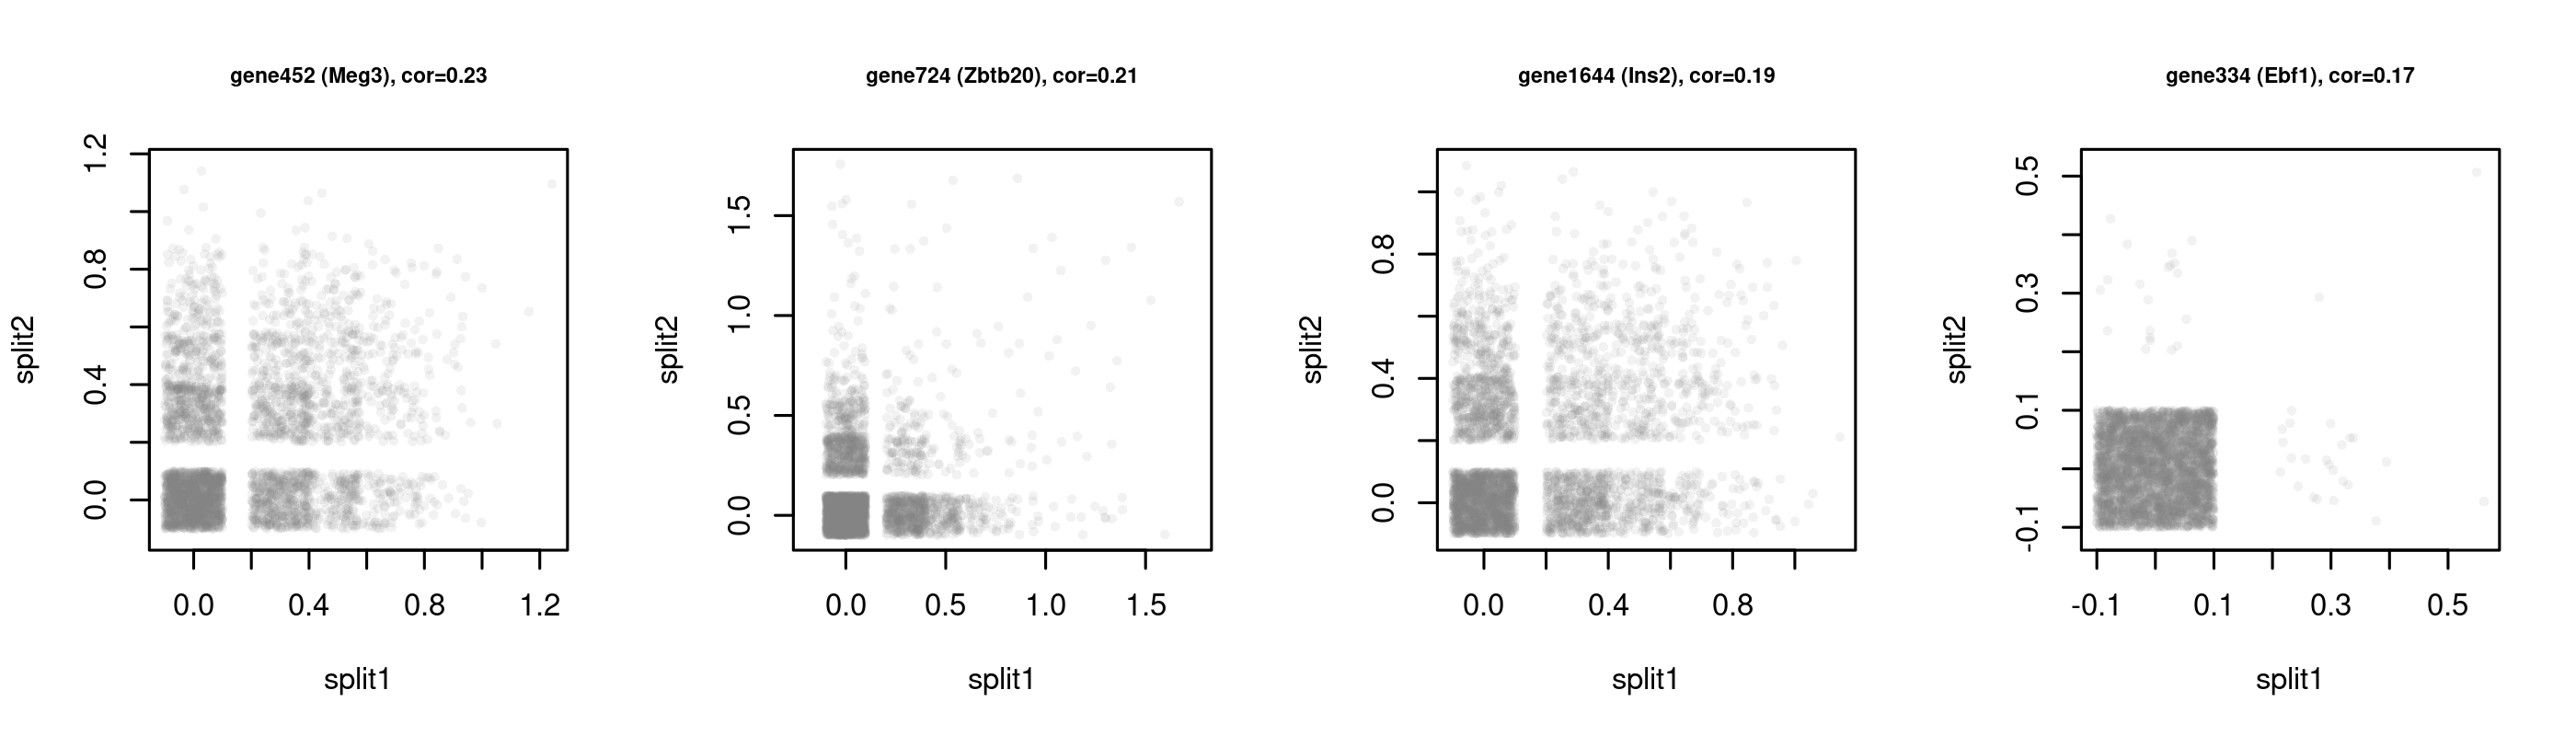 gene452 (Meg3), cor=0.23
split2
1.2
0.8
0.4
0.0
0.0 0.4 0.8 1.2
split1
gene724 (Zbtb20), cor=0.21
split2
1.5
1.0
0.5
0.0
0.0 0.5 1.0 1.5
split1
gene1644 (Ins2), cor=0.19
split2
0.8
0.4
0.0
0.0 0.4 0.8
split1
gene334 (Ebf1), cor=0.17
split2
0.5
0.3
0.1
-0.1
-0.1 0.1 0.3 0.5
split1